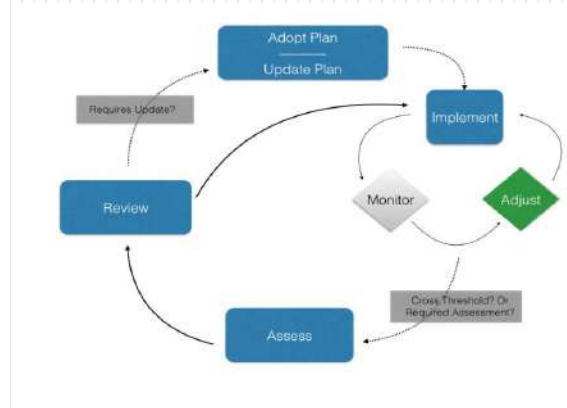 Adopt Plan
Update Plan
Requires Update?
Implement
Monitor
Adjust
Review
Cross Threshold? Or
Required Assessment?
Assess